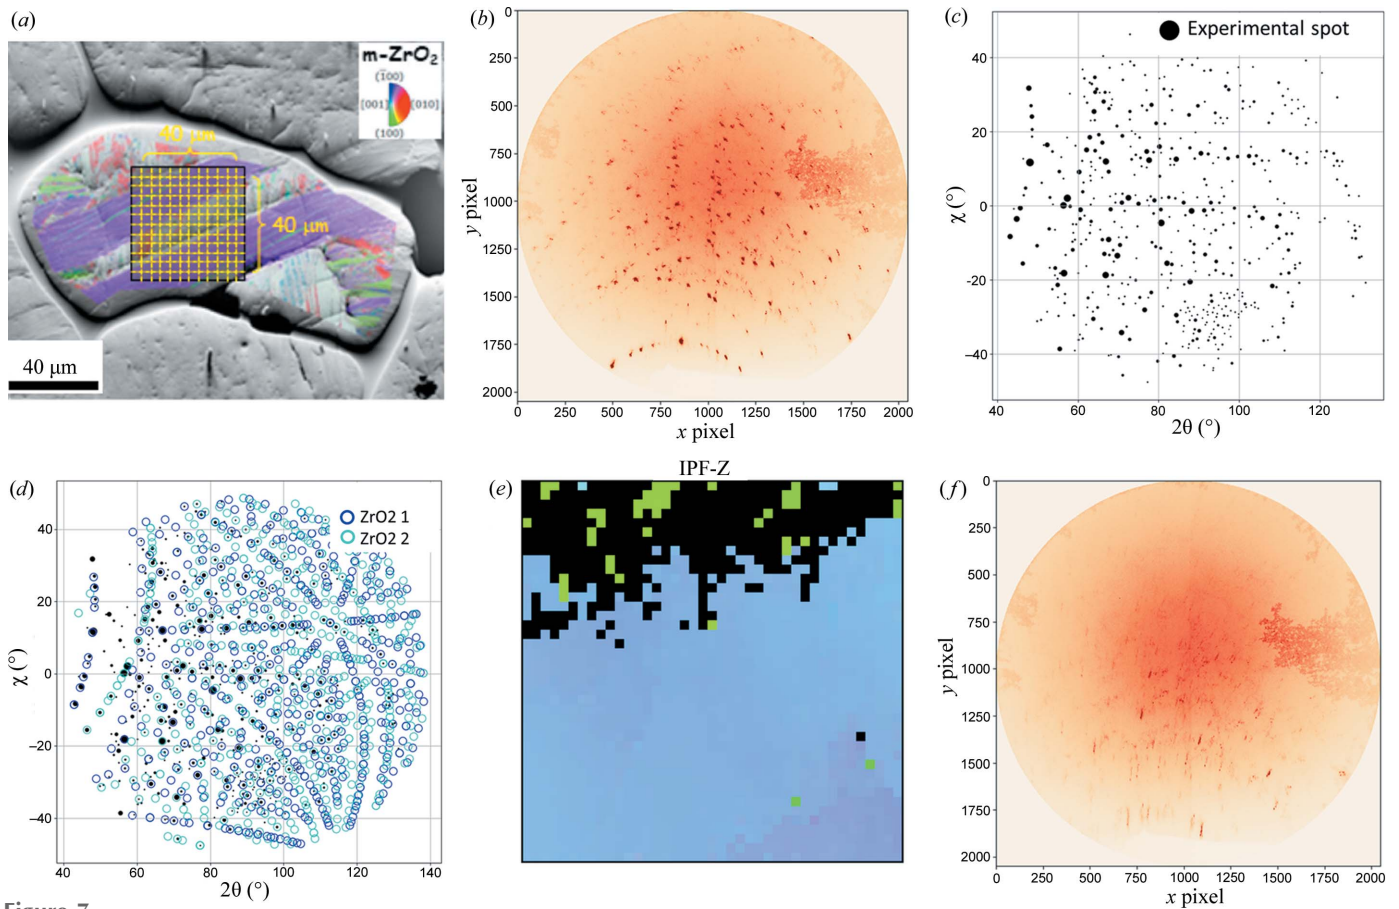 (a)
m-ZrO2
(1̄00)
[001]
[010]
(100)
40 μm
40 μm
40 μm
(b)
0
250
500
750
1000
1250
1500
1750
2000
y pixel
0 250 500 750 1000 1250 1500 1750 2000
x pixel
(c)
Experimental spot
40
20
0
−20
−40
χ (°)
40 60 80 100 120
2θ (°)
(d)
ZrO2 1
ZrO2 2
40
20
0
−20
−40
χ (°)
40 60 80 100 120 140
2θ (°)
(e)
IPF-Z
(f)
0
250
500
750
1000
1250
1500
1750
2000
y pixel
0 250 500 750 1000 1250 1500 1750 2000
x pixel